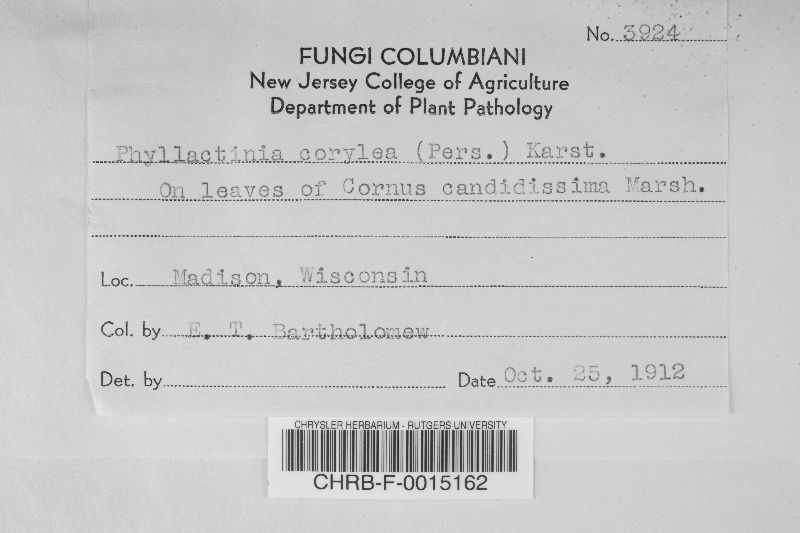 No. 3924
FUNGI COLUMBIANI
New Jersey College of Agriculture
Department of Plant Pathology
Phyllactinia corylea (Pers.) Karst.
On leaves of Cornus candidissima Marsh.
Loc. Madison, Wisconsin
Col. by E. T. Bartholomew
Det. by Date Oct. 25, 1912
CHRYSLER HERBARIUM - RUTGERS UNIVERSITY
CHRB-F-0015162